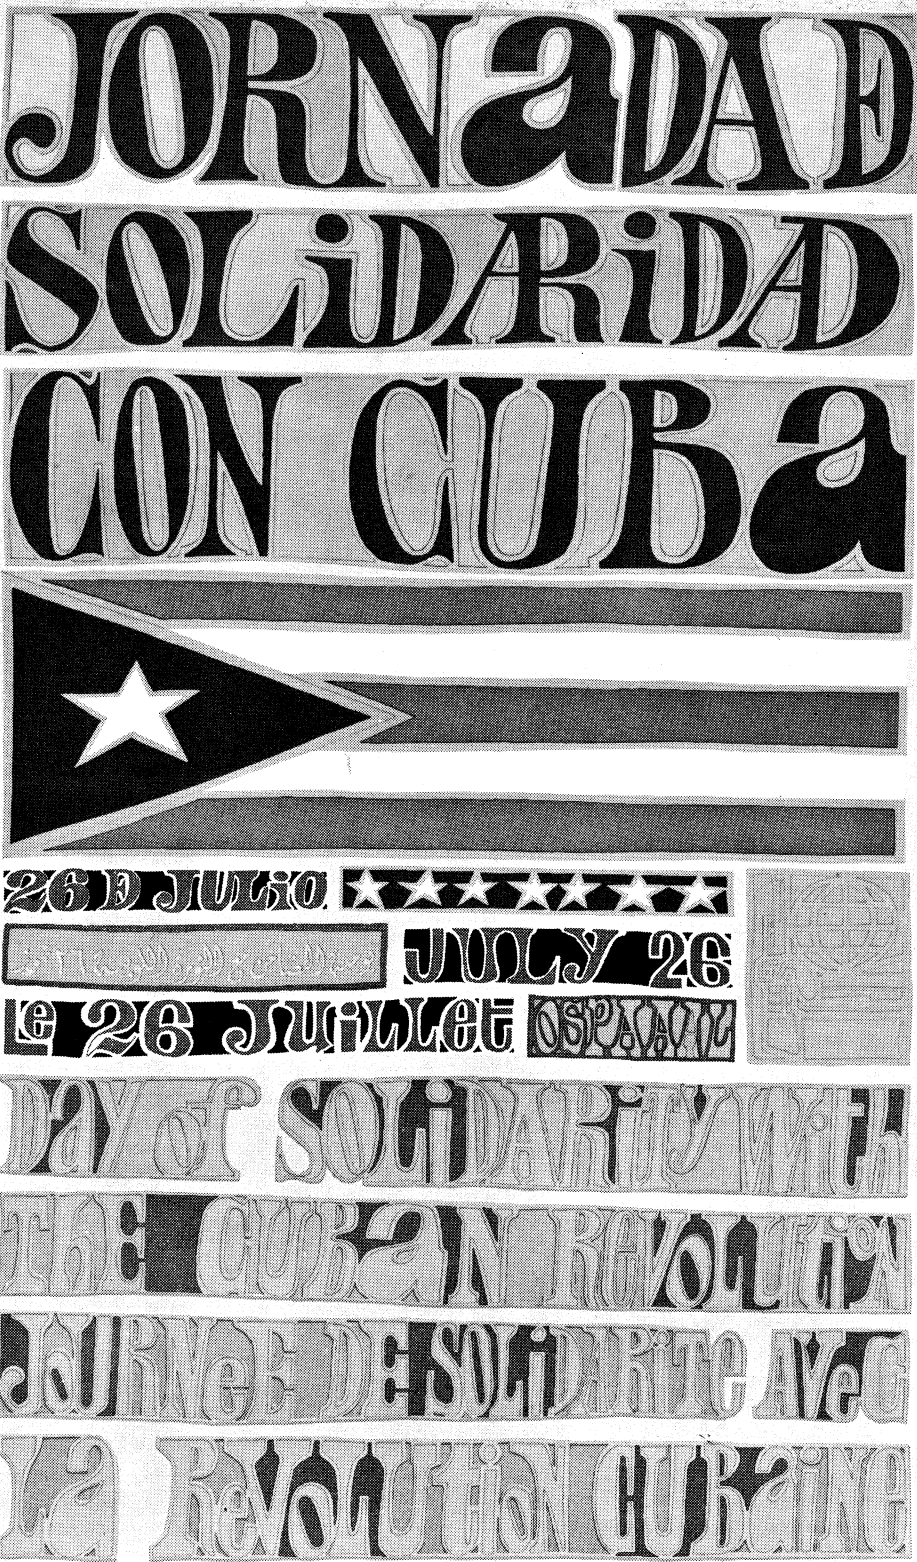 JORNaDA DE
SOLiDARiDAD
CON CUBa
26 DE JULio
JULY 26
Le 26 JUiLLet
OSPAAAL
Day of SOLiDARitY With
ThE CUBaN ReVOLUtioN
JOURNeE DE SOLiDARiTe AVeC
La ReVOLUtioN CUBaiNe